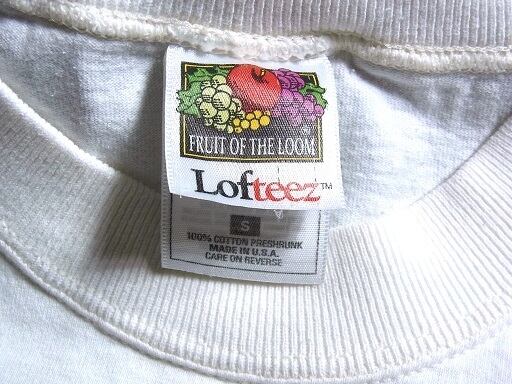 FRUIT OF THE LOOM
Lofteez™
S
100% COTTON PRESHRUNK
MADE IN U.S.A.
CARE ON REVERSE